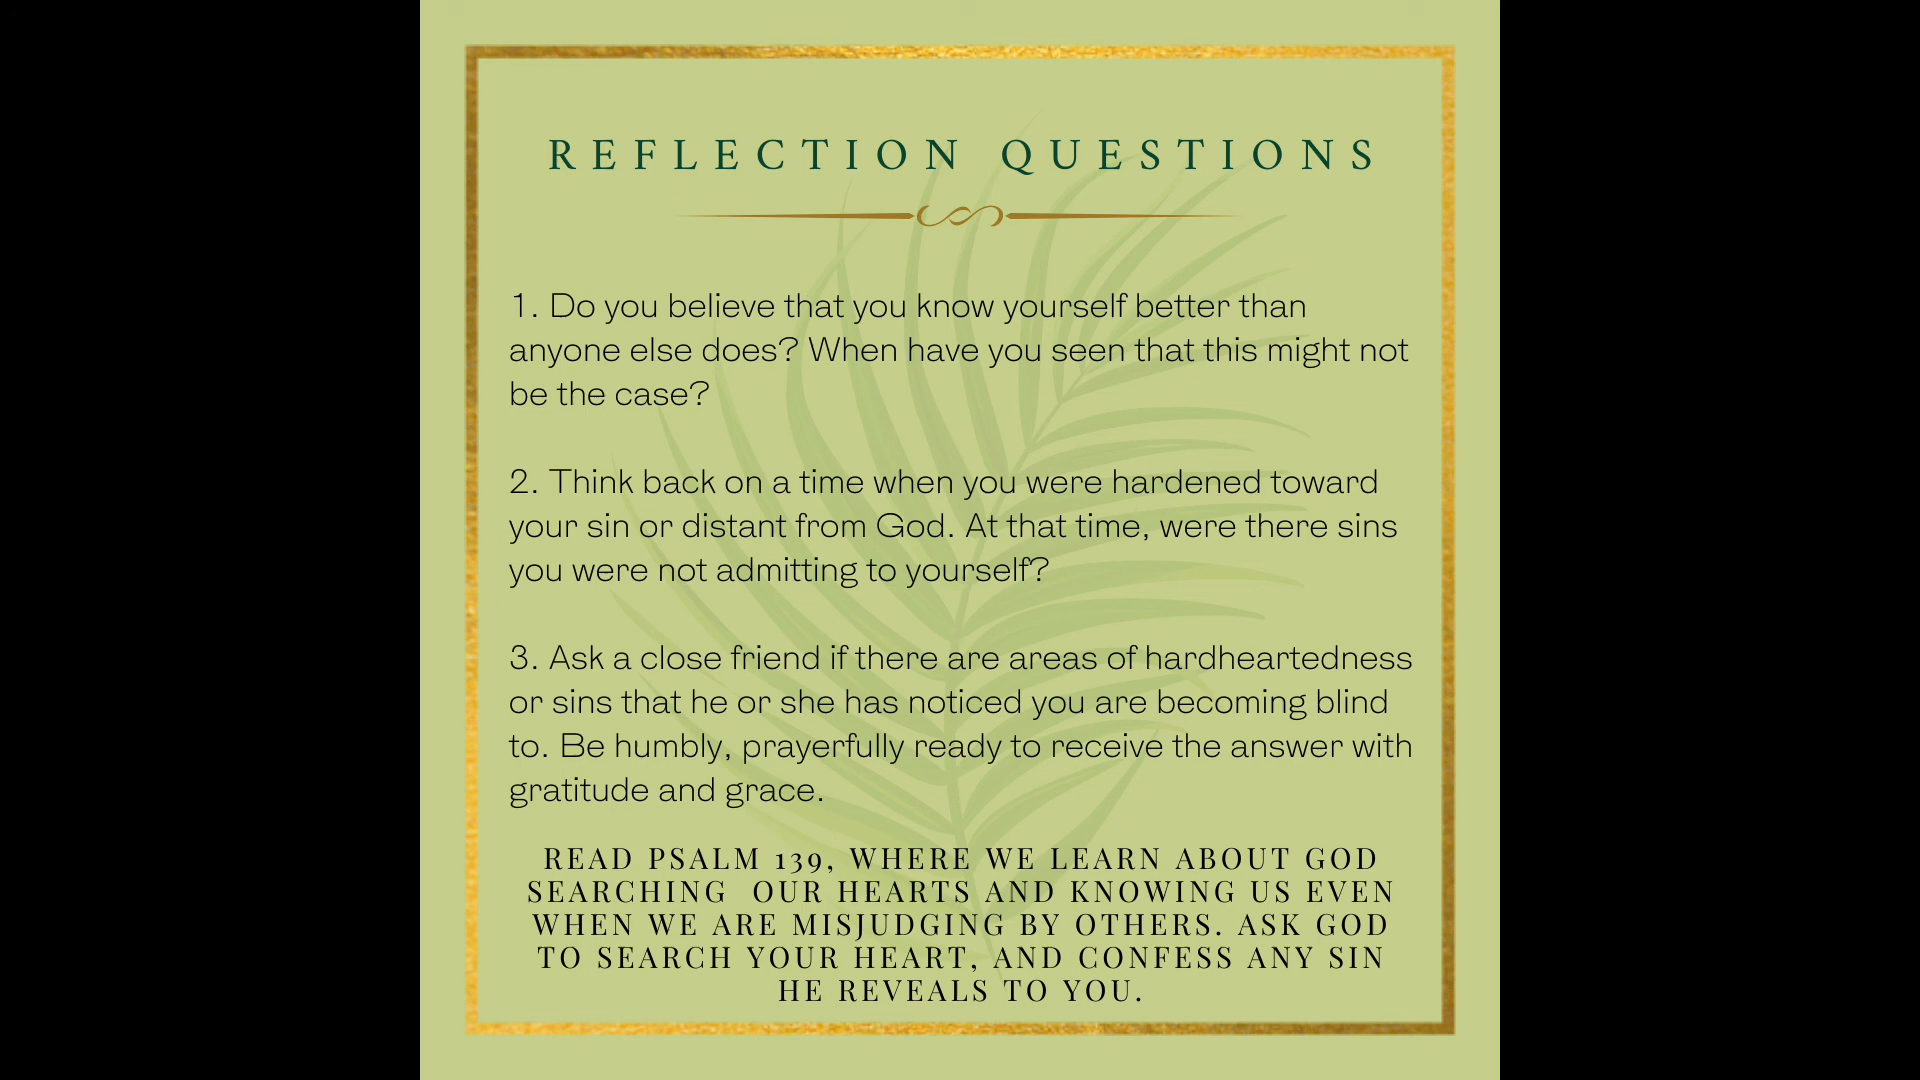 REFLECTION QUESTIONS
1. Do you believe that you know yourself better than
anyone else does? When have you seen that this might not
be the case?
2. Think back on a time when you were hardened toward
your sin or distant from God. At that time, were there sins
you were not admitting to yourself?
3. Ask a close friend if there are areas of hardheartedness
or sins that he or she has noticed you are becoming blind
to. Be humbly, prayerfully ready to receive the answer with
gratitude and grace.
READ PSALM 139, WHERE WE LEARN ABOUT GOD
SEARCHING OUR HEARTS AND KNOWING US EVEN
WHEN WE ARE MISJUDGING BY OTHERS. ASK GOD
TO SEARCH YOUR HEART, AND CONFESS ANY SIN
HE REVEALS TO YOU.